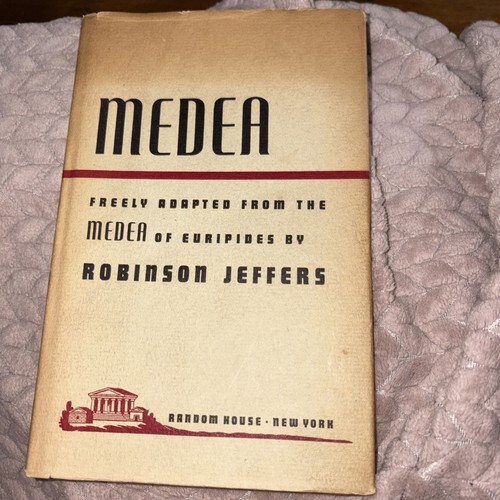 MEDEA
FREELY ADAPTED FROM THE
MEDEA OF EURIPIDES BY
ROBINSON JEFFERS
RANDOM HOUSE · NEW YORK